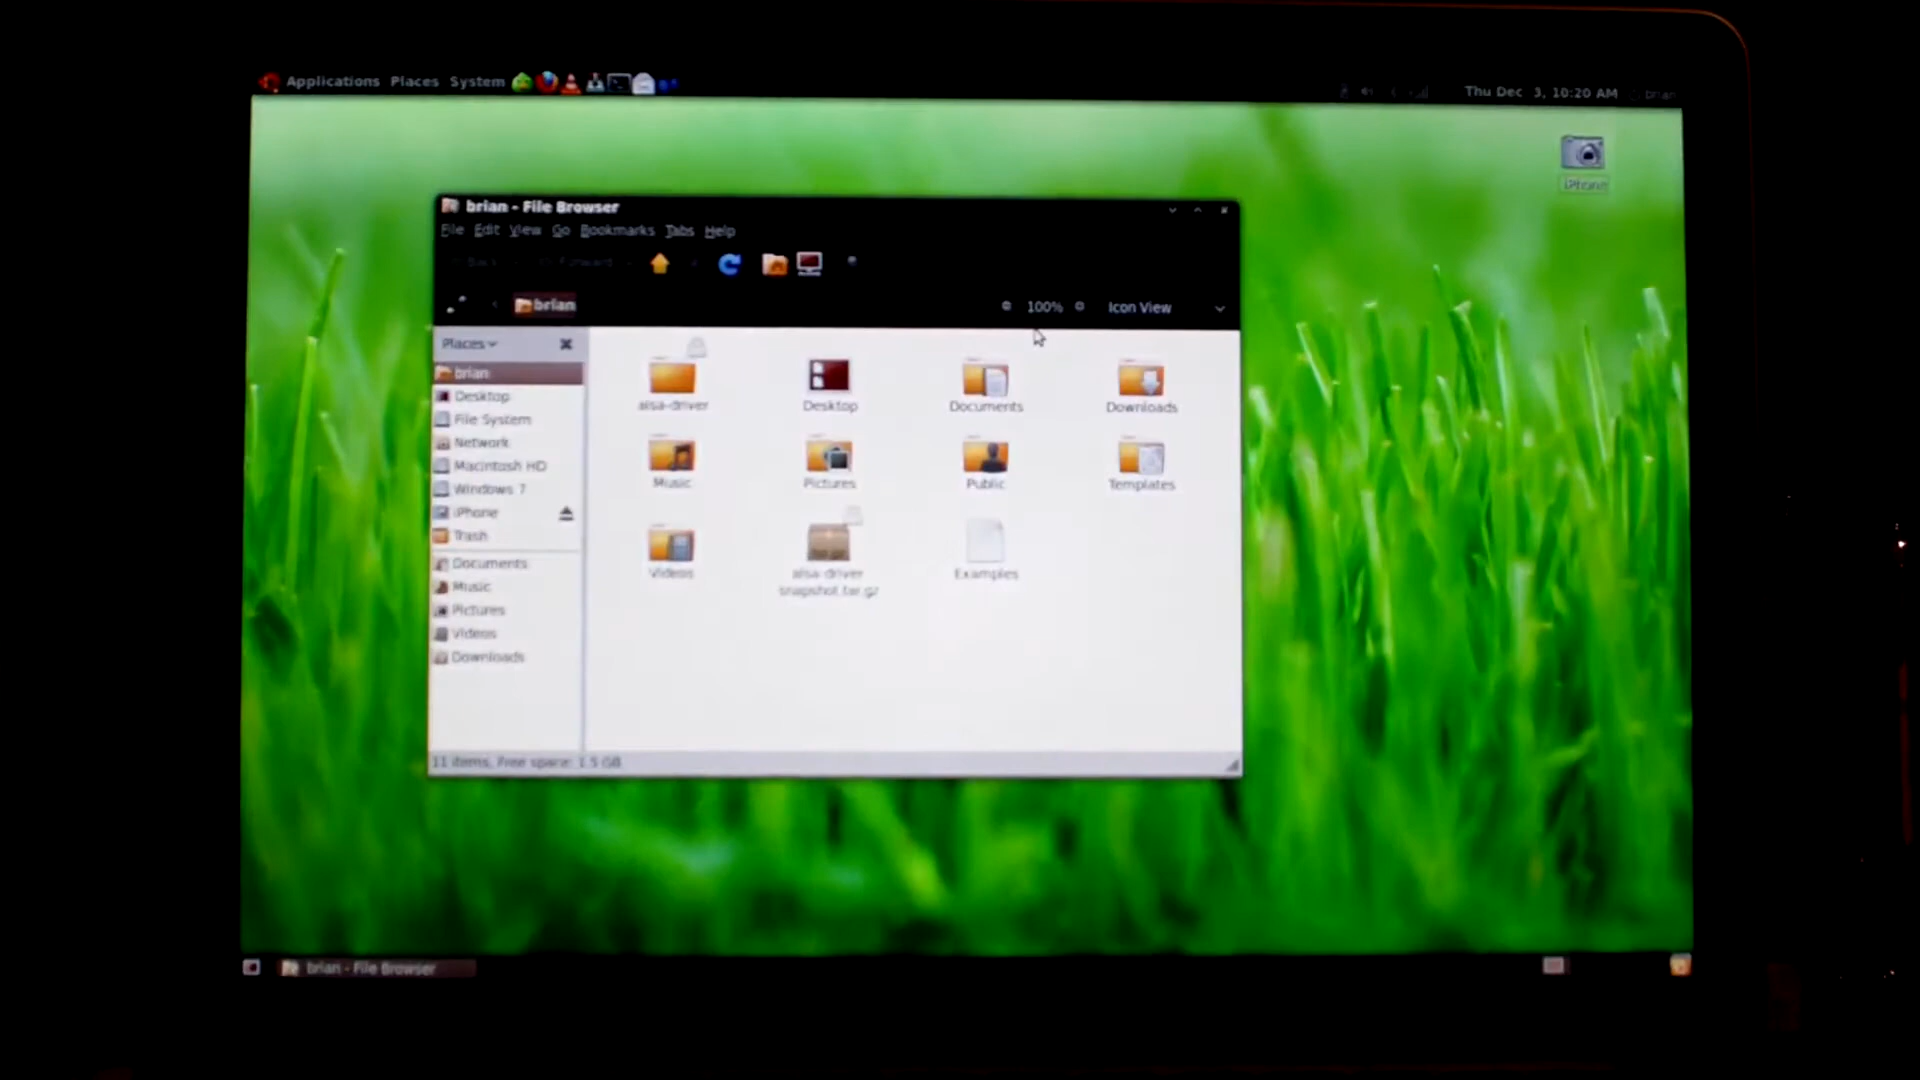 Applications Places System
Thu Dec 3, 10:20 AM brian
iPhone
brian - File Browser
File Edit View Go Bookmarks Tabs Help
Back Forward
brian 100% Icon View
Places
brian
Desktop
File System
Network
Macintosh HD
Windows 7
iPhone
Trash
Documents
Music
Pictures
Videos
Downloads
alsa-driver Desktop Documents Downloads
Music Pictures Public Templates
Videos alsa-driver Examples
snapshot.tar.gz
11 items, Free space: 1.5 GB
brian - File Browser